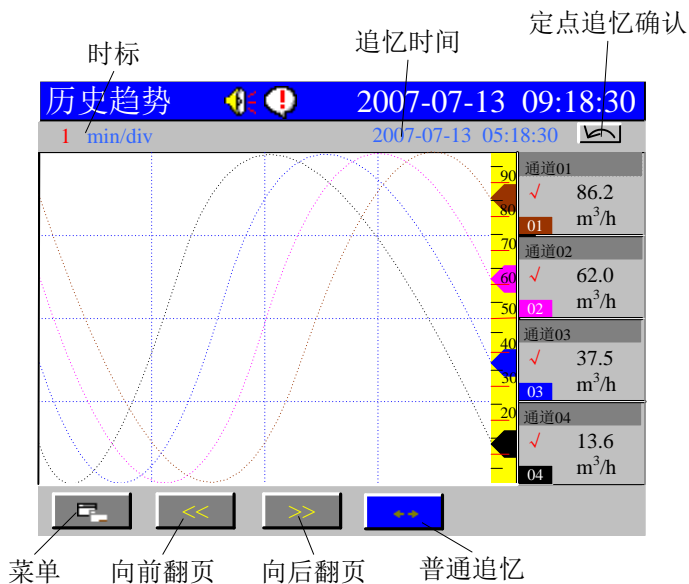 定点追忆确认
追忆时间
时标
历史趋势 2007-07-13 09:18:30
1 min/div 2007-07-13 05:18:30
90
80
70
60
50
40
30
20
通道01
√ 86.2
01 m³/h
通道02
√ 62.0
02 m³/h
通道03
√ 37.5
03 m³/h
通道04
√ 13.6
04 m³/h
<< >>
菜单 向前翻页 向后翻页 普通追忆